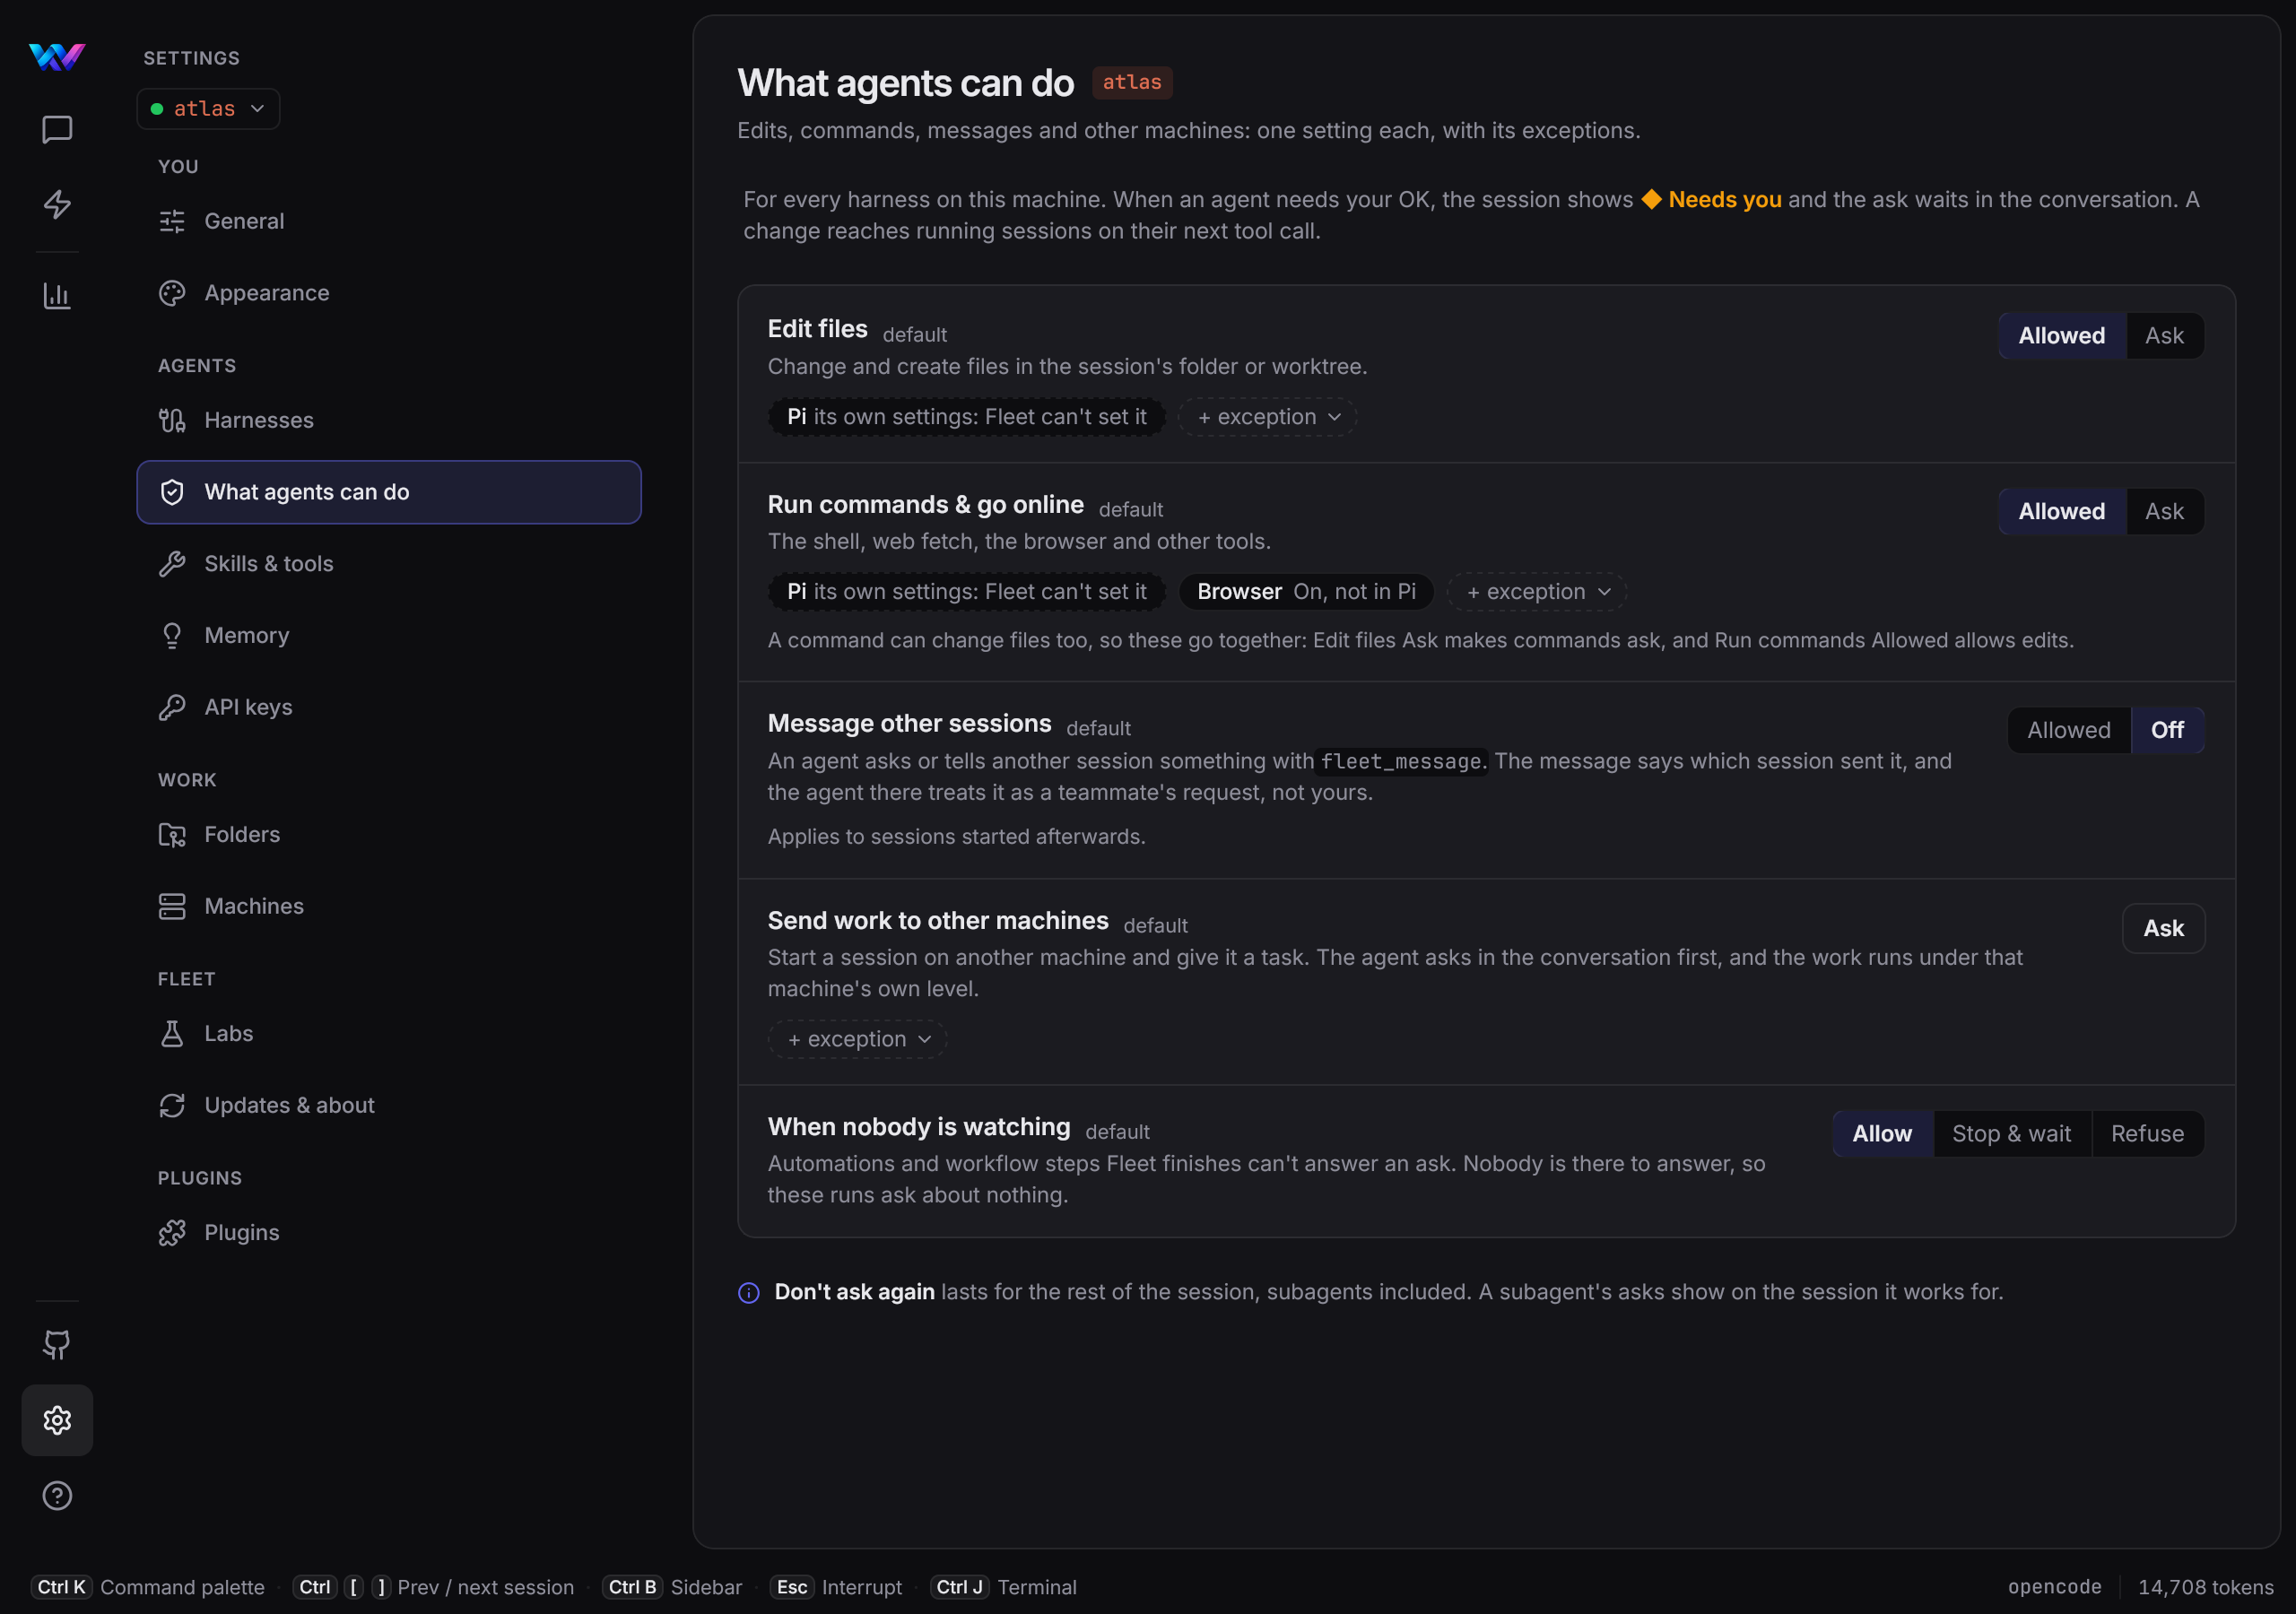 SETTINGS
atlas
YOU
General
Appearance
AGENTS
Harnesses
What agents can do
Skills & tools
Memory
API keys
WORK
Folders
Machines
FLEET
Labs
Updates & about
PLUGINS
Plugins
What agents can do atlas
Edits, commands, messages and other machines: one setting each, with its exceptions.
For every harness on this machine. When an agent needs your OK, the session shows ◆ Needs you and the ask waits in the conversation. A
change reaches running sessions on their next tool call.
Edit files default
Allowed Ask
Change and create files in the session's folder or worktree.
Pi its own settings: Fleet can't set it + exception
Run commands & go online default
Allowed Ask
The shell, web fetch, the browser and other tools.
Pi its own settings: Fleet can't set it Browser On, not in Pi + exception
A command can change files too, so these go together: Edit files Ask makes commands ask, and Run commands Allowed allows edits.
Message other sessions default
Allowed Off
An agent asks or tells another session something with fleet_message. The message says which session sent it, and
the agent there treats it as a teammate's request, not yours.
Applies to sessions started afterwards.
Send work to other machines default
Ask
Start a session on another machine and give it a task. The agent asks in the conversation first, and the work runs under that
machine's own level.
+ exception
When nobody is watching default
Allow Stop & wait Refuse
Automations and workflow steps Fleet finishes can't answer an ask. Nobody is there to answer, so
these runs ask about nothing.
Don't ask again lasts for the rest of the session, subagents included. A subagent's asks show on the session it works for.
Ctrl K Command palette · Ctrl [ ] Prev / next session · Ctrl B Sidebar · Esc Interrupt · Ctrl J Terminal
opencode 14,708 tokens